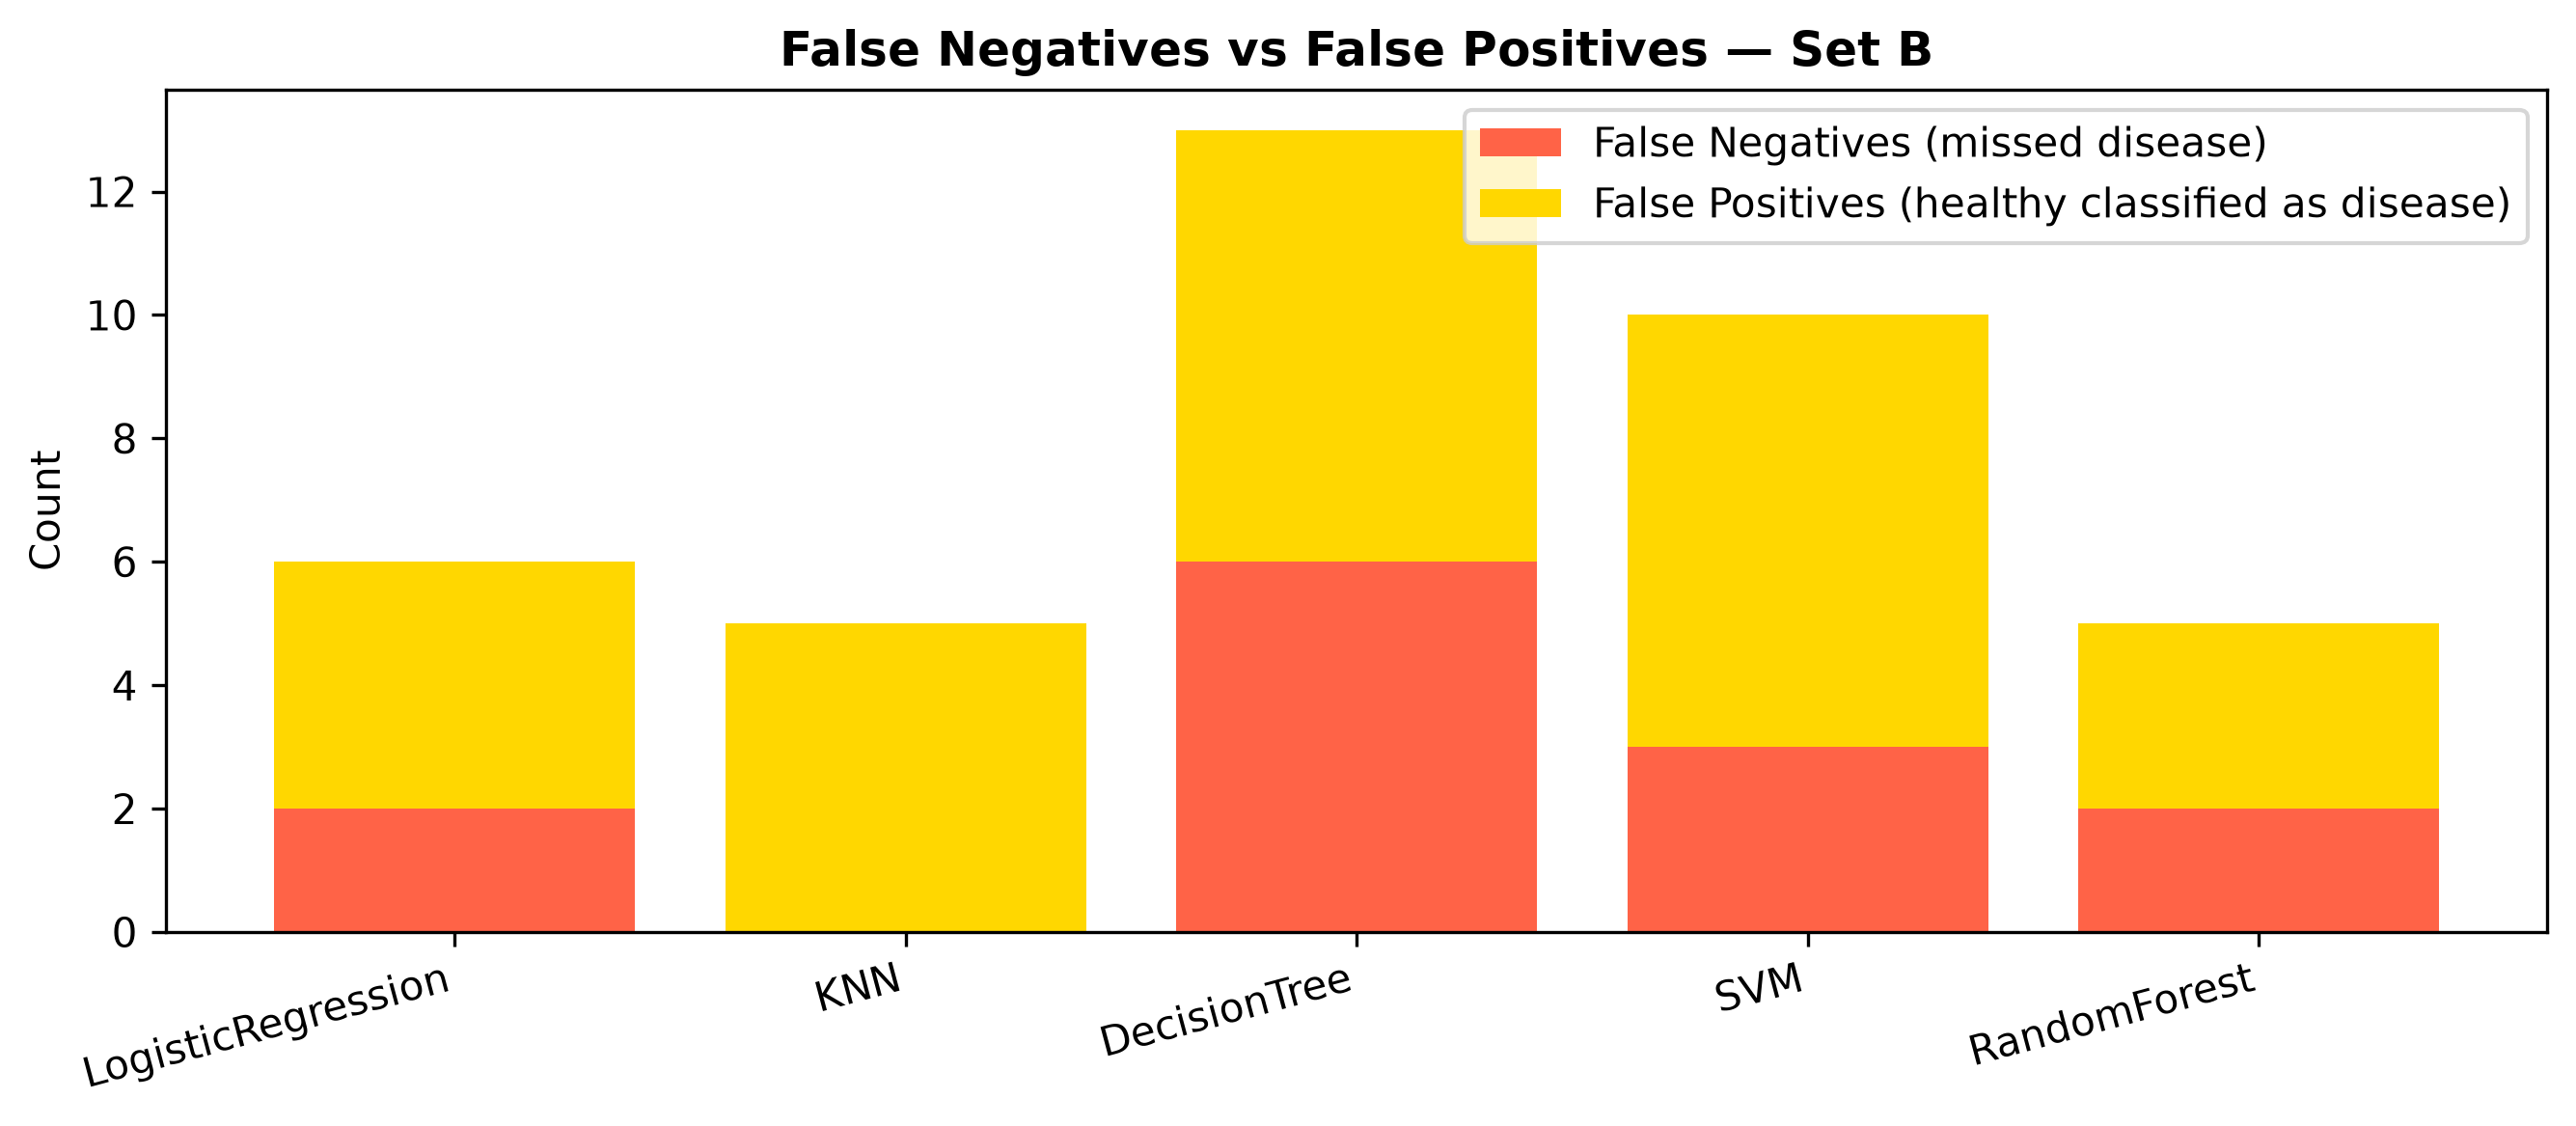 False Negatives vs False Positives — Set B
False Negatives (missed disease)
False Positives (healthy classified as disease)
Count
12
10
8
6
4
2
0
LogisticRegression
KNN
DecisionTree
SVM
RandomForest